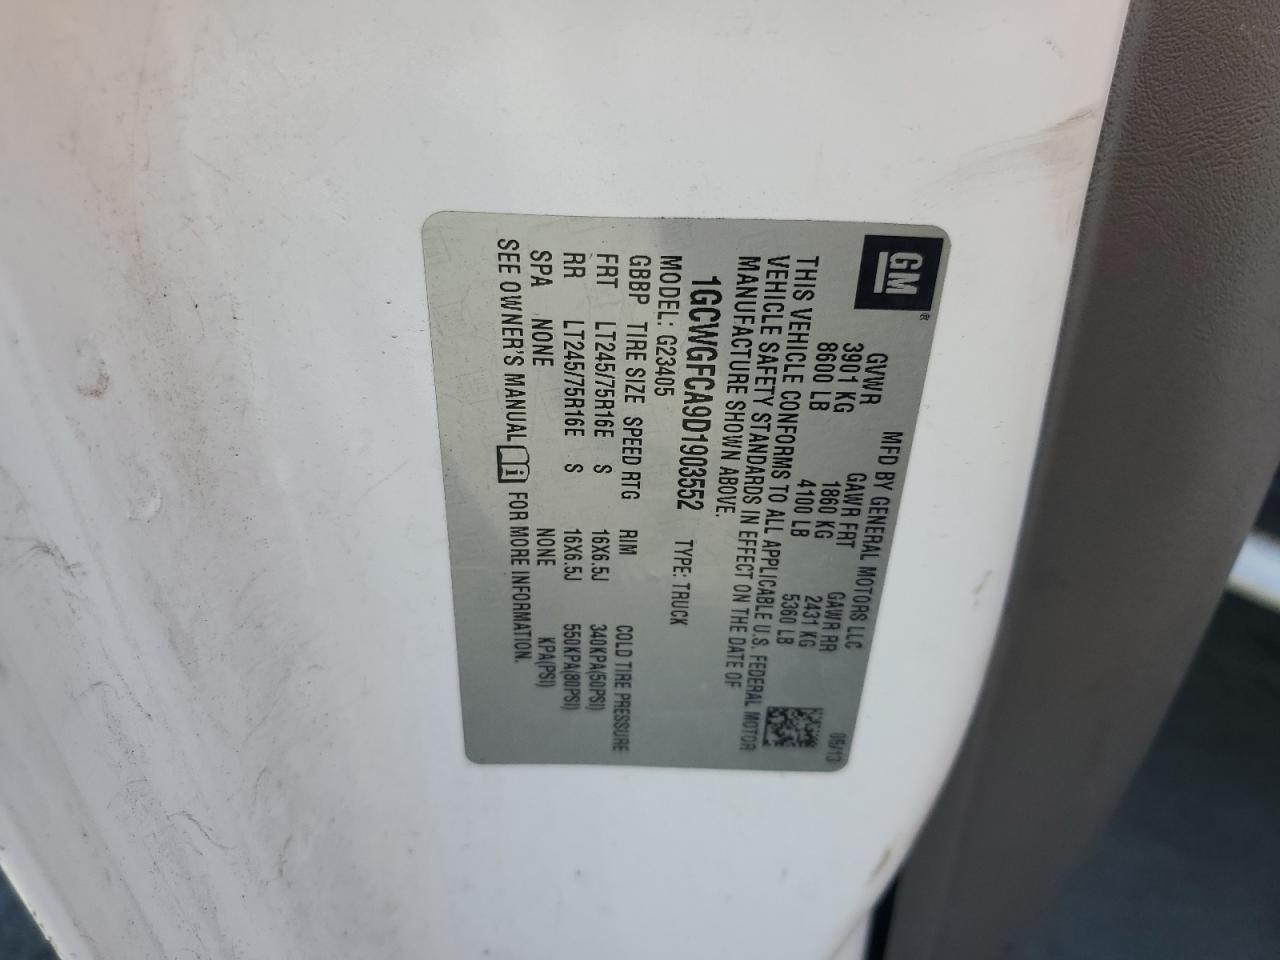 GM
MFD BY GENERAL MOTORS LLC
05/13
GVWR GAWR FRT GAWR RR
3901 KG 1860 KG 2431 KG
8600 LB 4100 LB 5360 LB
THIS VEHICLE CONFORMS TO ALL APPLICABLE U.S. FEDERAL MOTOR
VEHICLE SAFETY STANDARDS IN EFFECT ON THE DATE OF
MANUFACTURE SHOWN ABOVE.
1GCWGFCA9D1903552 TYPE: TRUCK
MODEL: G23405
GBBP TIRE SIZE SPEED RTG RIM COLD TIRE PRESSURE
FRT LT245/75R16E S 16X6.5J 340KPA(50PSI)
RR LT245/75R16E S 16X6.5J 550KPA(80PSI)
SPA NONE NONE KPA(PSI)
SEE OWNER'S MANUAL i FOR MORE INFORMATION.